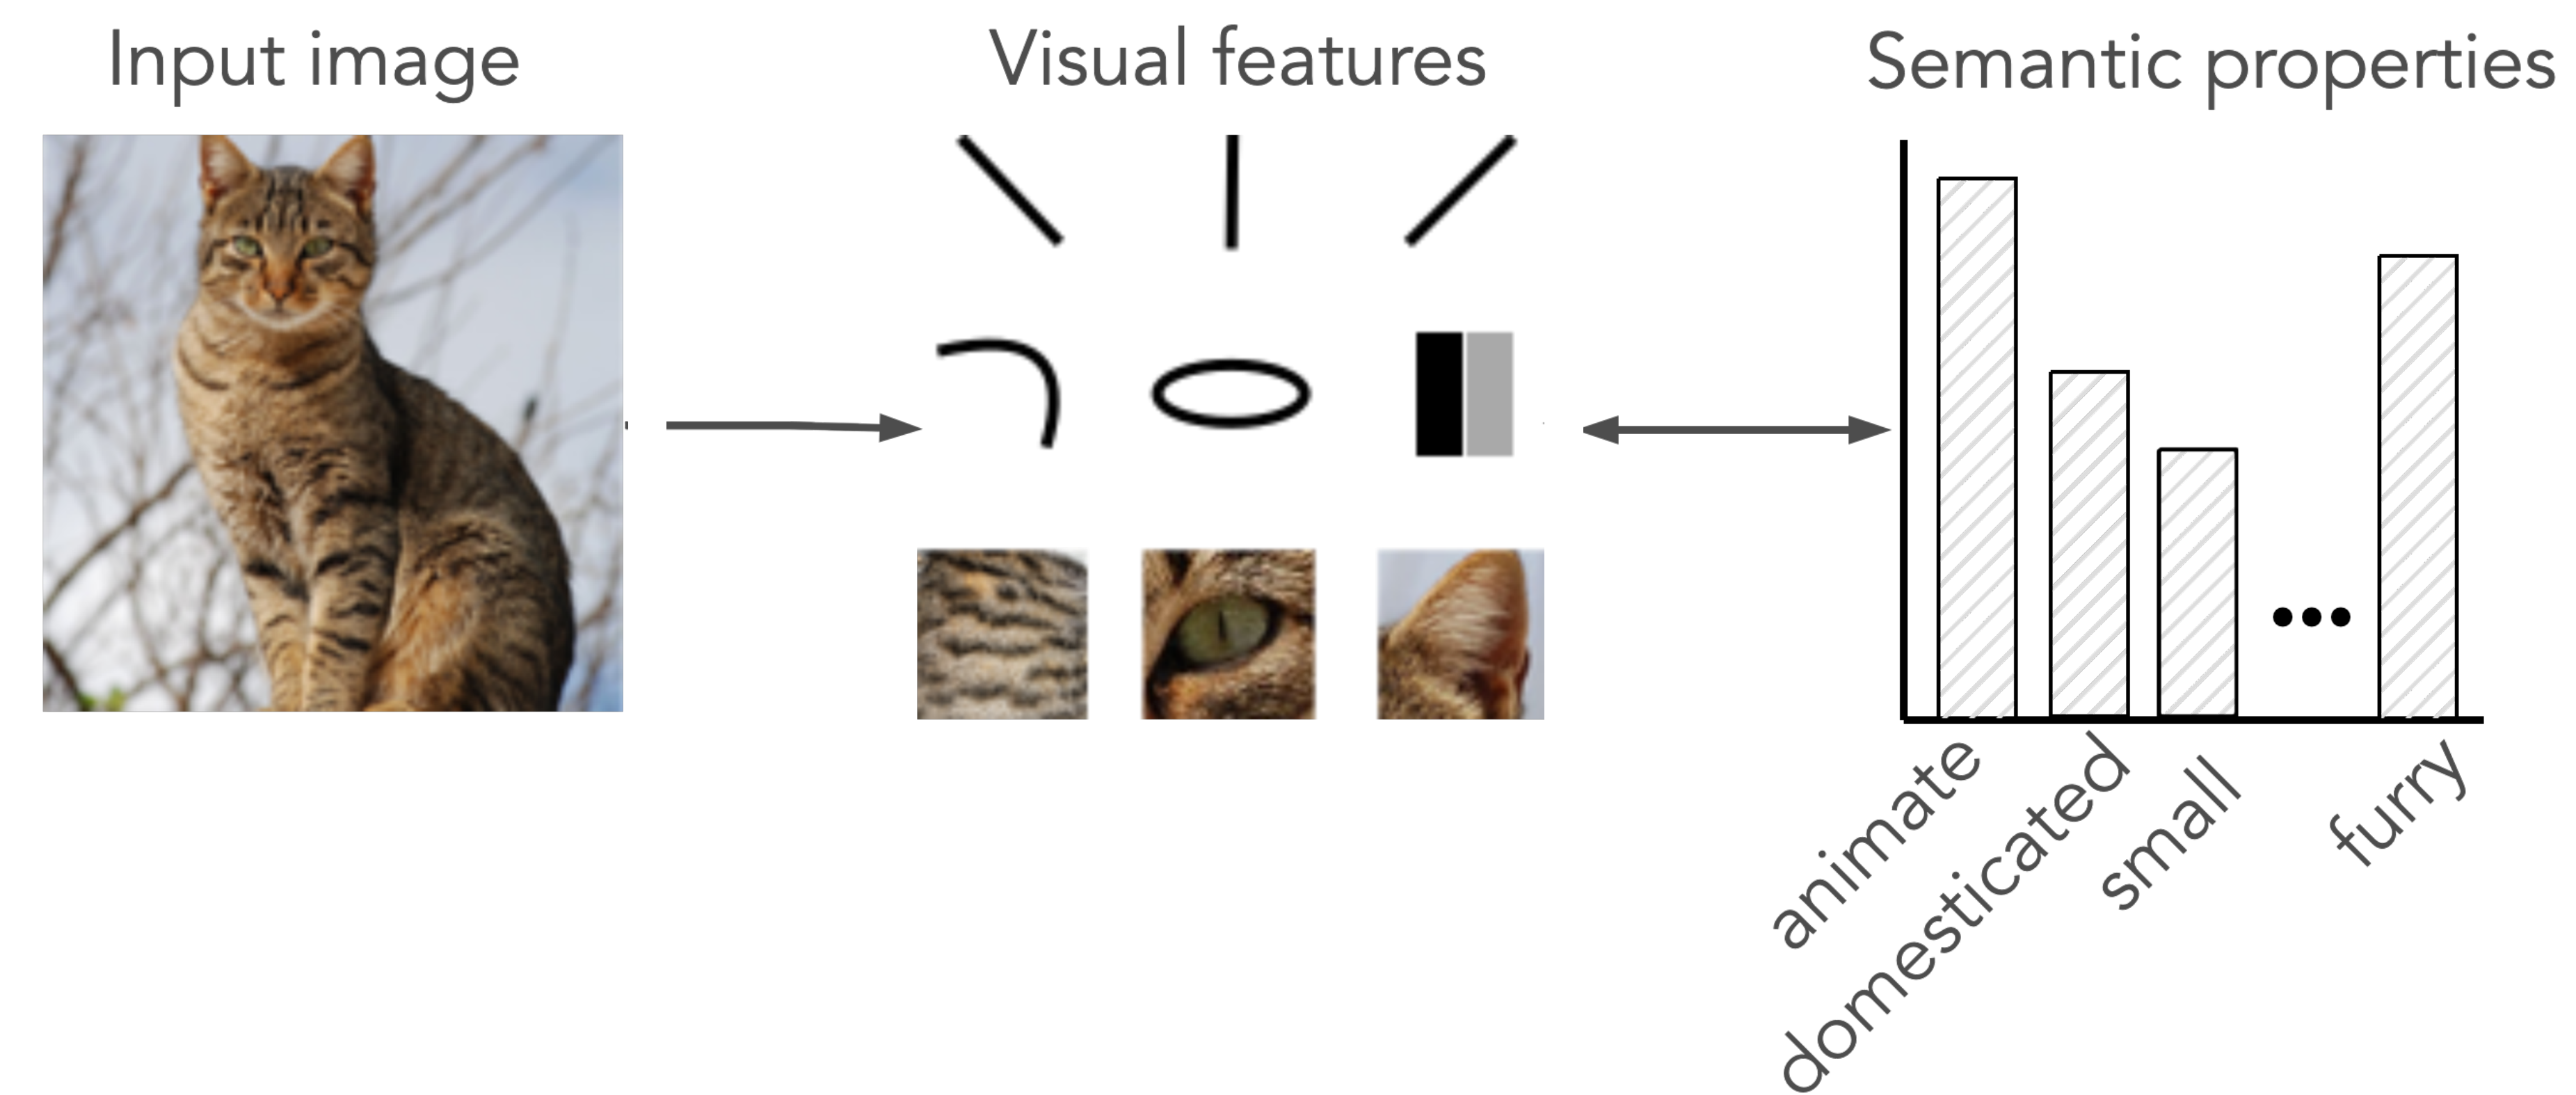 Input image
Visual features
Semantic properties
animate
domesticated
small
furry